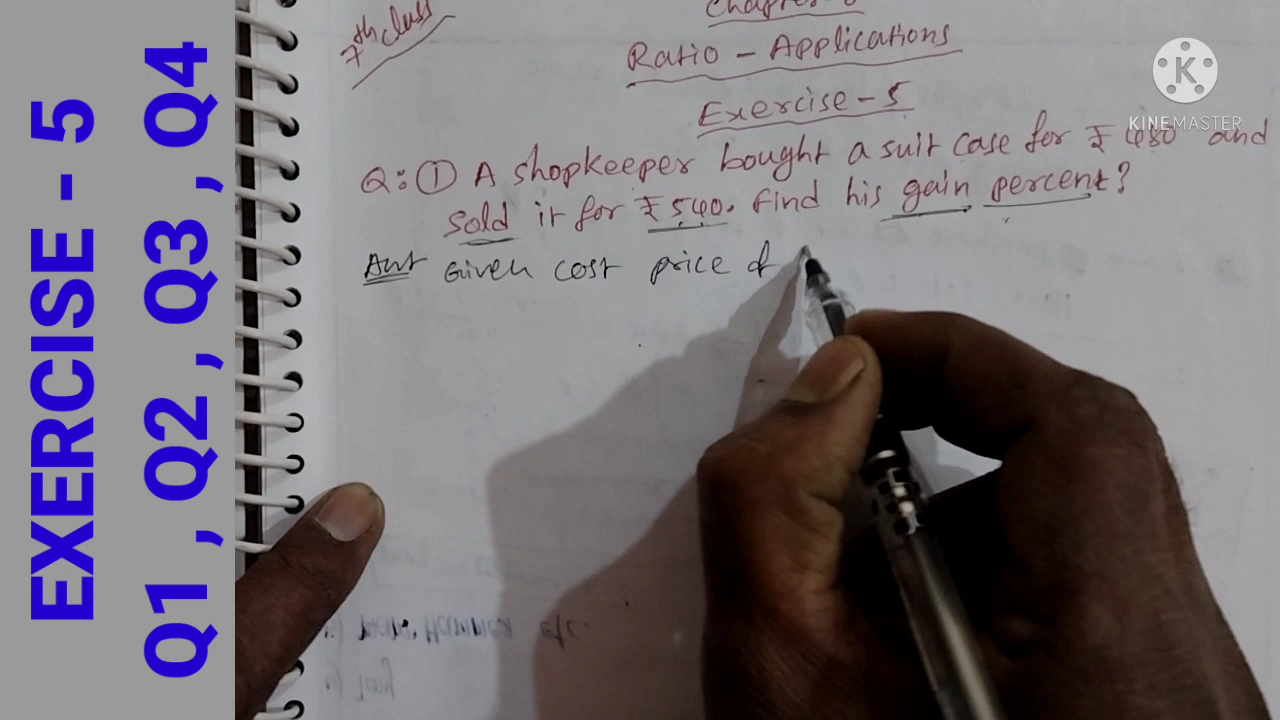 EXERCISE - 5
Q1 , Q2 , Q3 , Q4
7th class
Ratio - Applications
Exercise - 5
Q: ① A shopkeeper bought a suit case for ₹ 480 and
sold it for ₹ 540. Find his gain percent?
Ans Given cost price of
KINEMASTER
K
etc.